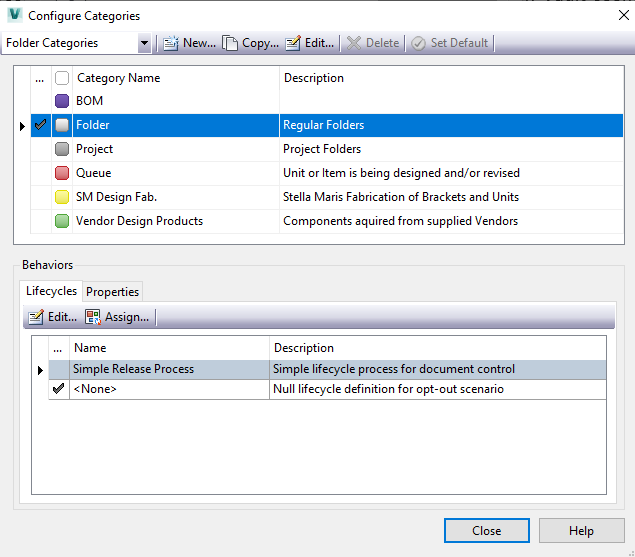 Configure Categories
Folder Categories New... Copy... Edit... Delete Set Default
... Category Name Description
BOM
Folder Regular Folders
Project Project Folders
Queue Unit or Item is being designed and/or revised
SM Design Fab. Stella Maris Fabrication of Brackets and Units
Vendor Design Products Components aquired from supplied Vendors
Behaviors
Lifecycles Properties
Edit... Assign...
... Name Description
Simple Release Process Simple lifecycle process for document control
<None> Null lifecycle definition for opt-out scenario
Close Help